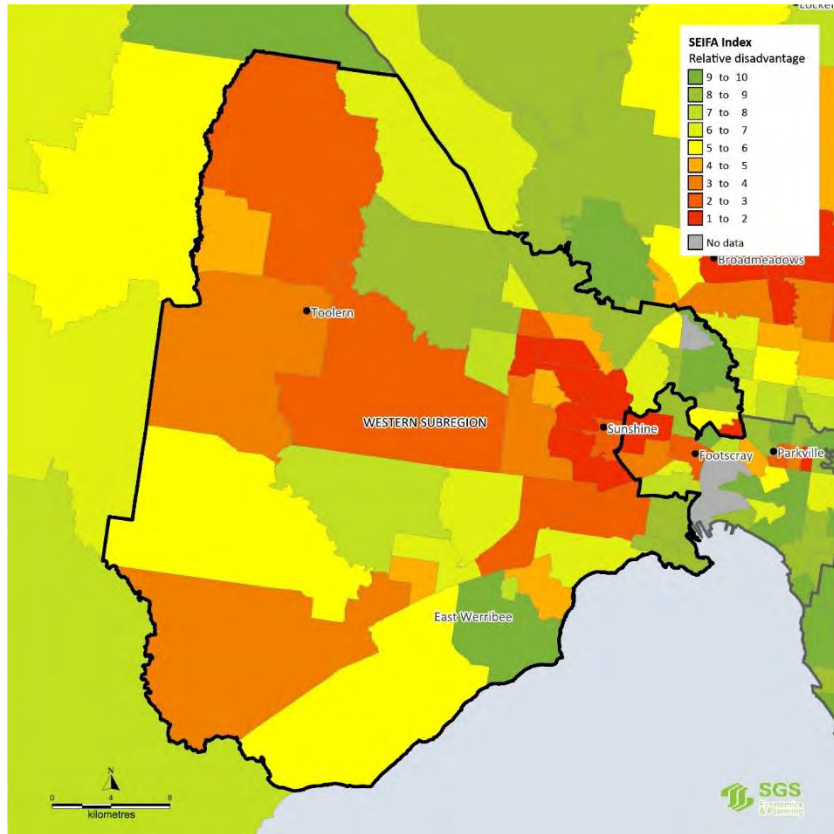 SEIFA Index
Relative disadvantage
9 to 10
8 to 9
7 to 8
6 to 7
5 to 6
4 to 5
3 to 4
2 to 3
1 to 2
No data
Broadmeadows
Toolern
WESTERN SUBREGION
Sunshine
Footscray
Parkville
East Werribee
N
0 4 8
kilometres
SGS
Economics
& Planning